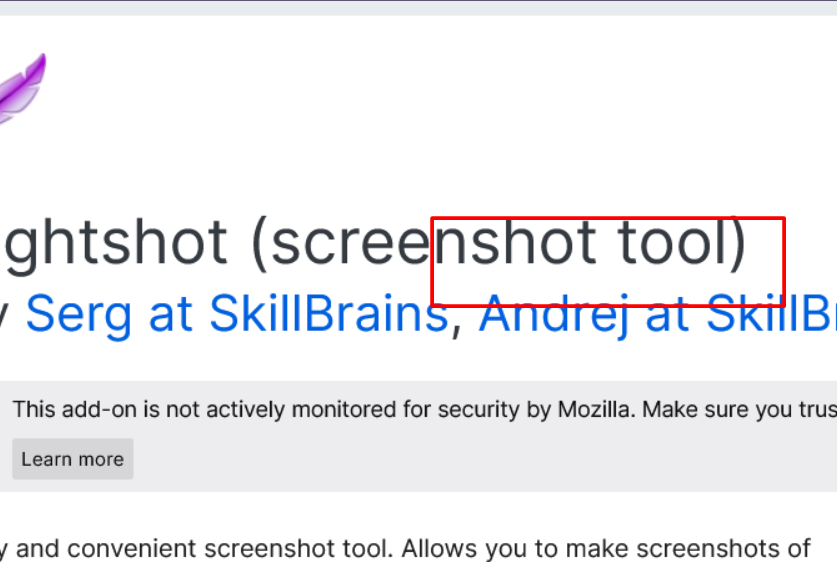 ghtshot (screenshot tool)
y Serg at SkillBrains, Andrej at SkillB
This add-on is not actively monitored for security by Mozilla. Make sure you trus
Learn more
y and convenient screenshot tool. Allows you to make screenshots of